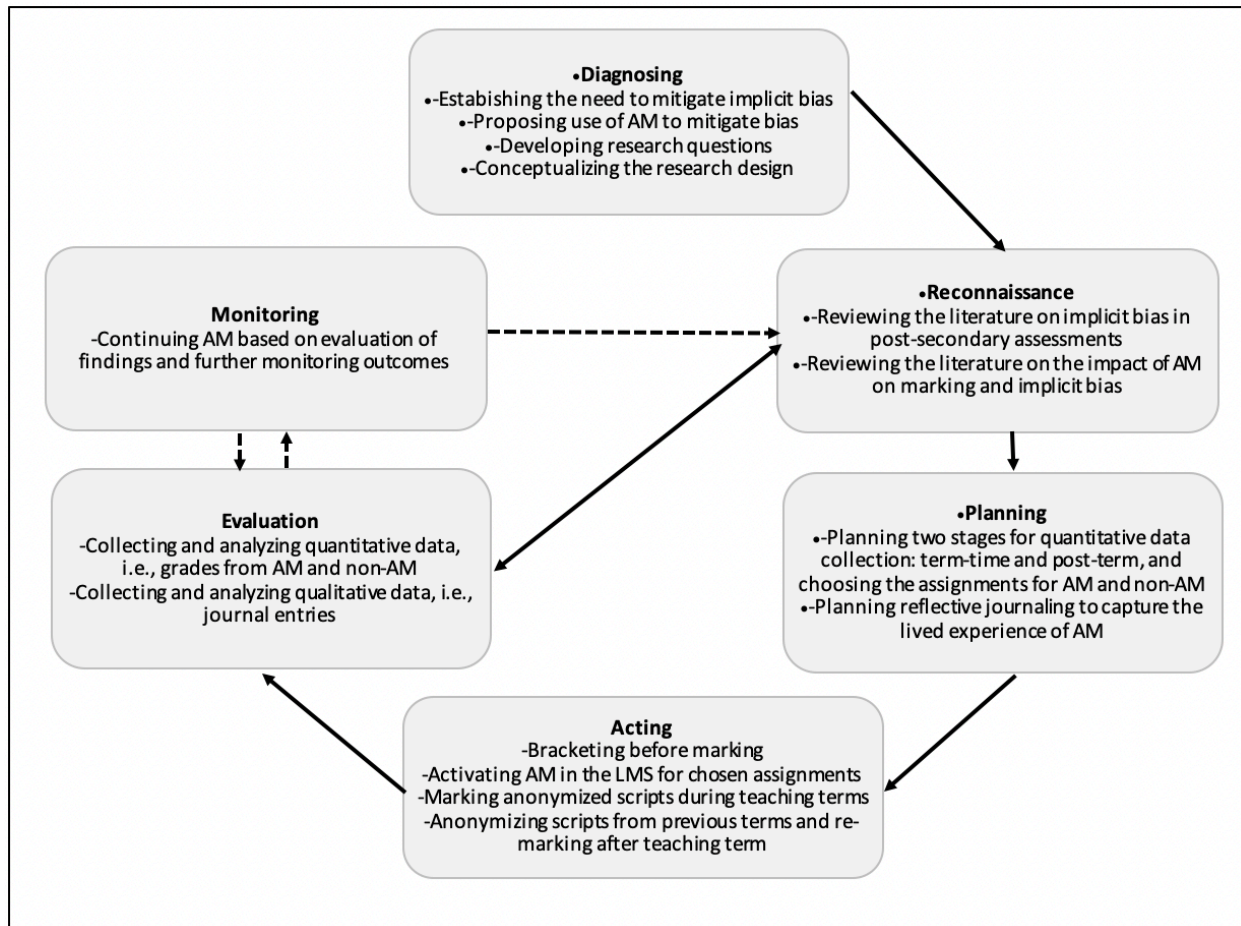 •Diagnosing
•-Estabishing the need to mitigate implicit bias
•-Proposing use of AM to mitigate bias
•-Developing research questions
•-Conceptualizing the research design
Monitoring
-Continuing AM based on evaluation of
findings and further monitoring outcomes
•Reconnaissance
•-Reviewing the literature on implicit bias in
post-secondary assessments
•-Reviewing the literature on the impact of AM
on marking and implicit bias
Evaluation
-Collecting and analyzing quantitative data,
i.e., grades from AM and non-AM
-Collecting and analyzing qualitative data, i.e.,
journal entries
•Planning
•-Planning two stages for quantitative data
collection: term-time and post-term, and
choosing the assignments for AM and non-AM
•-Planning reflective journaling to capture the
lived experience of AM
Acting
-Bracketing before marking
-Activating AM in the LMS for chosen assignments
-Marking anonymized scripts during teaching terms
-Anonymizing scripts from previous terms and re-
marking after teaching term